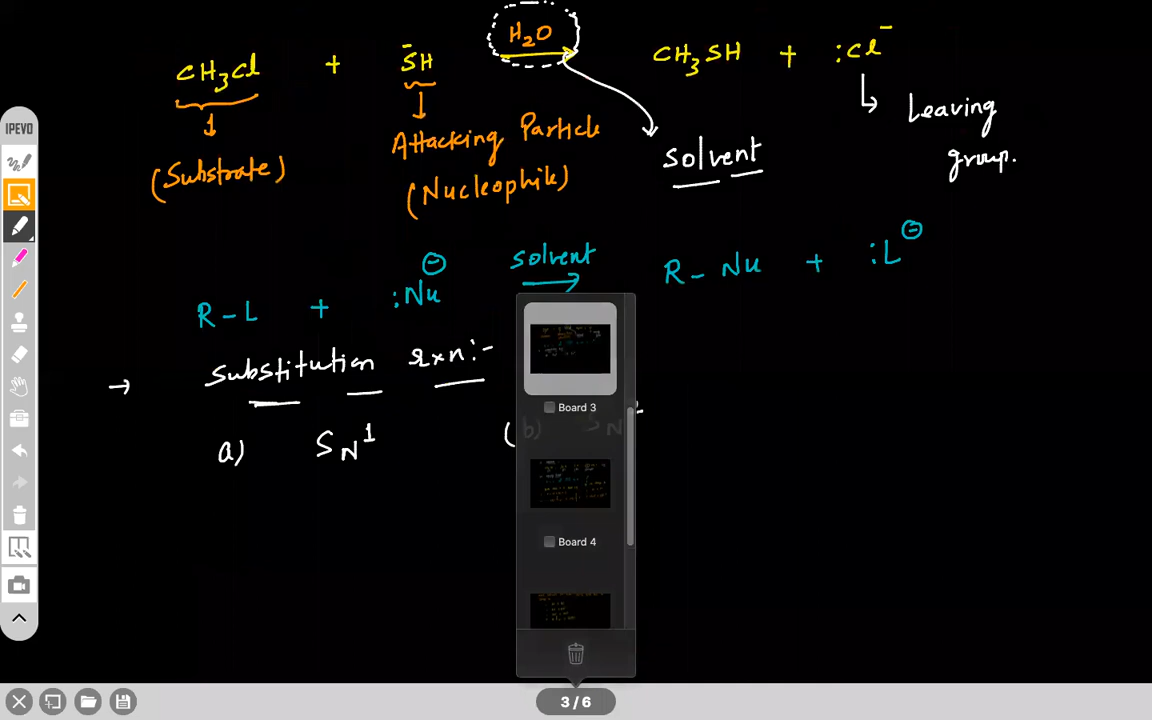 CH₃Cl + S̄H H₂O CH₃SH + :Cl⁻
(Substrate) Attacking Particle (Nucleophile) Solvent Leaving group.
R-L + :Nu⊖ solvent R-Nu + :L⊖
→ Substitution rxn:-
a) SN1 (b) SN
IPEVO
Board 3
Board 4
3 / 6